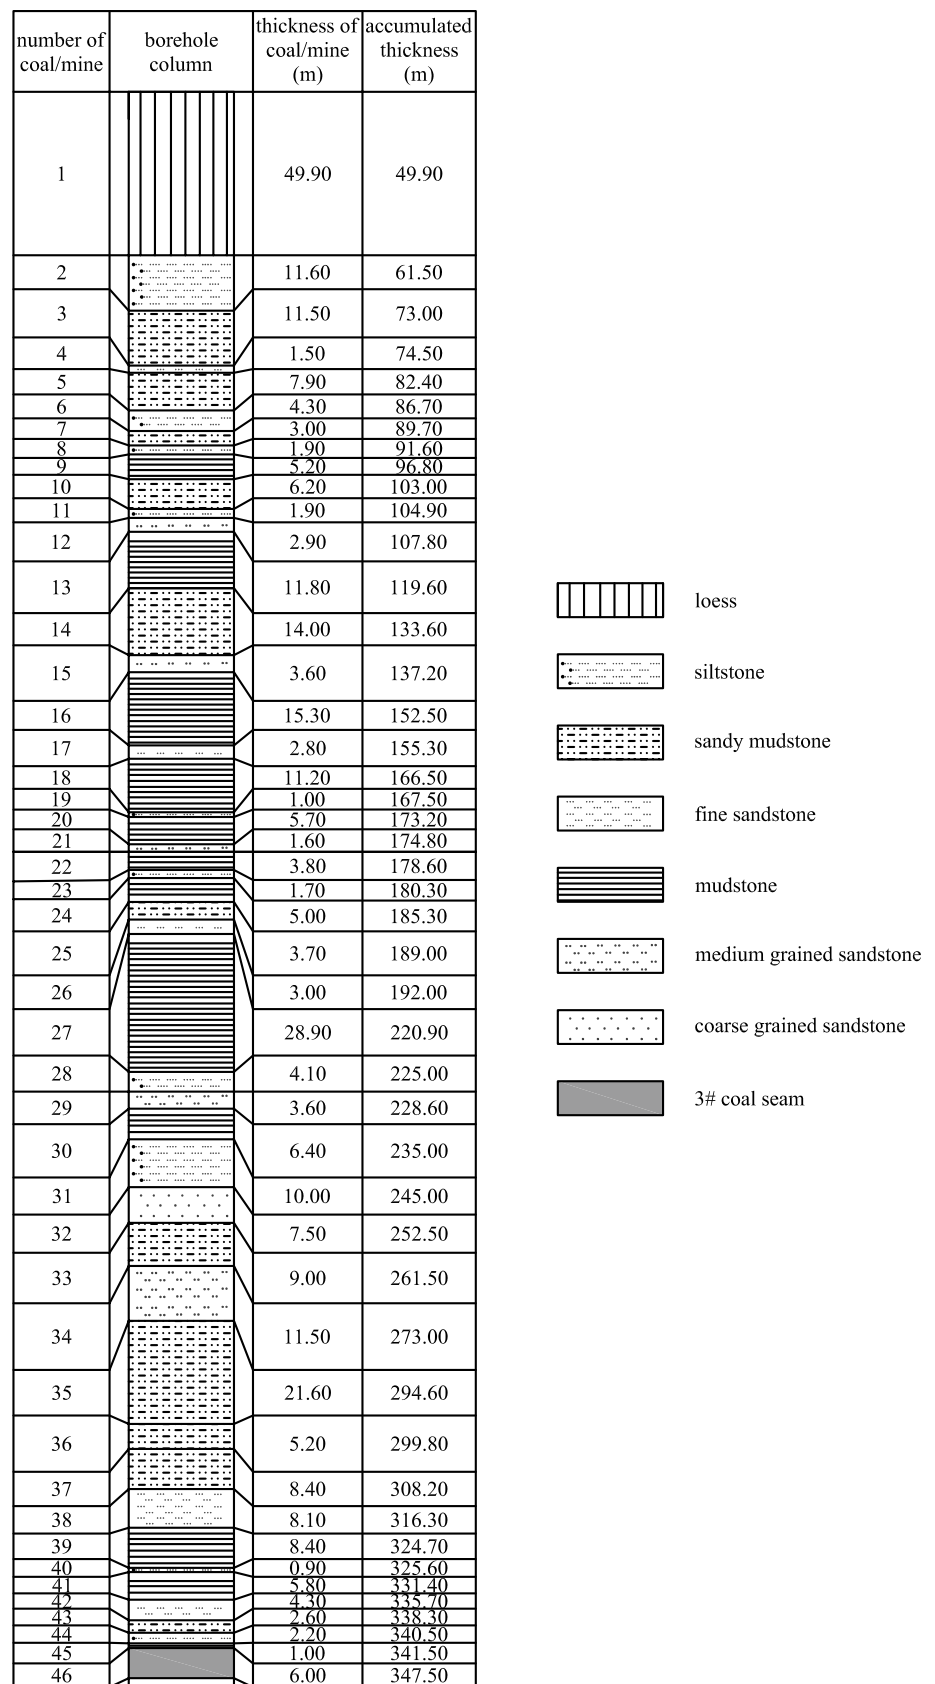 number of coal/mine borehole column thickness of coal/mine (m) accumulated thickness (m)
1 49.90 49.90
2 11.60 61.50
3 11.50 73.00
4 1.50 74.50
5 7.90 82.40
6 4.30 86.70
7 3.00 89.70
8 1.90 91.60
9 5.20 96.80
10 6.20 103.00
11 1.90 104.90
12 2.90 107.80
13 11.80 119.60
14 14.00 133.60
15 3.60 137.20
16 15.30 152.50
17 2.80 155.30
18 11.20 166.50
19 1.00 167.50
20 5.70 173.20
21 1.60 174.80
22 3.80 178.60
23 1.70 180.30
24 5.00 185.30
25 3.70 189.00
26 3.00 192.00
27 28.90 220.90
28 4.10 225.00
29 3.60 228.60
30 6.40 235.00
31 10.00 245.00
32 7.50 252.50
33 9.00 261.50
34 11.50 273.00
35 21.60 294.60
36 5.20 299.80
37 8.40 308.20
38 8.10 316.30
39 8.40 324.70
40 0.90 325.60
41 5.80 331.40
42 4.30 335.70
43 2.60 338.30
44 2.20 340.50
45 1.00 341.50
46 6.00 347.50
loess
siltstone
sandy mudstone
fine sandstone
mudstone
medium grained sandstone
coarse grained sandstone
3# coal seam